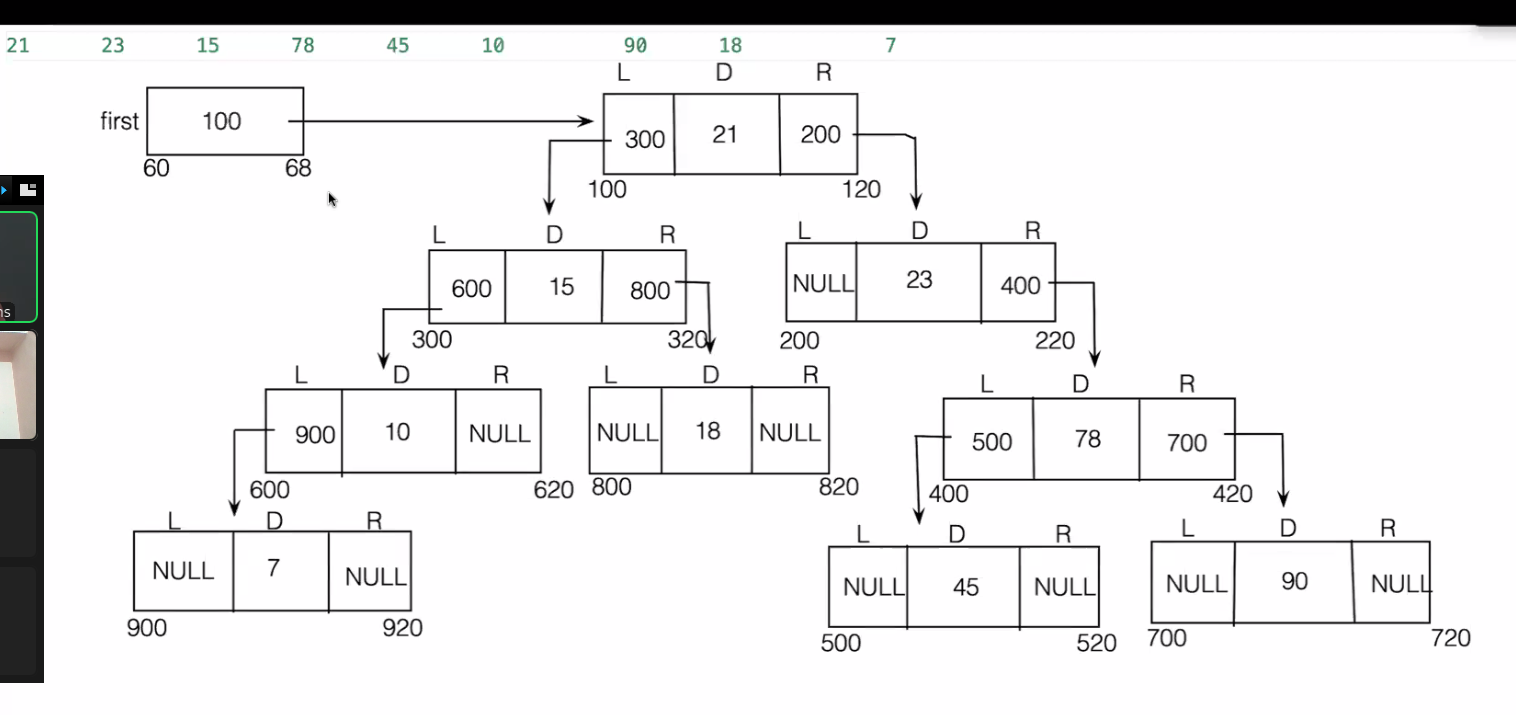 21 23 15 78 45 10 90 18 7
L D R
first 100
300 21 200
60 68
100 120
L D R
L D R
600 15 800
NULL 23 400
300 320
200 220
L D R
L D R
L D R
900 10 NULL
NULL 18 NULL
500 78 700
600 620
800 820
400 420
L D R
L D R
L D R
NULL 7 NULL
NULL 45 NULL
NULL 90 NULL
900 920
500 520
700 720
ns